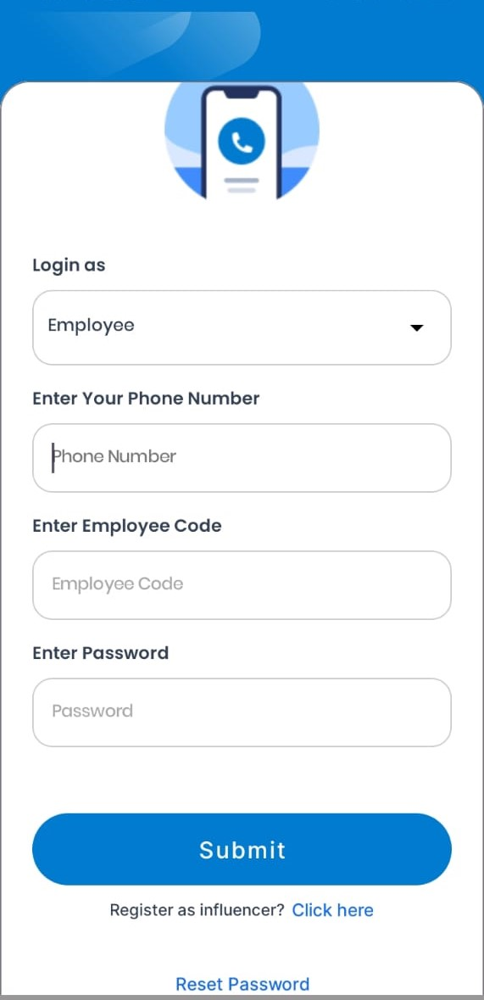 Login as
Employee
Enter Your Phone Number
Phone Number
Enter Employee Code
Employee Code
Enter Password
Password
Submit
Register as influencer? Click here
Reset Password